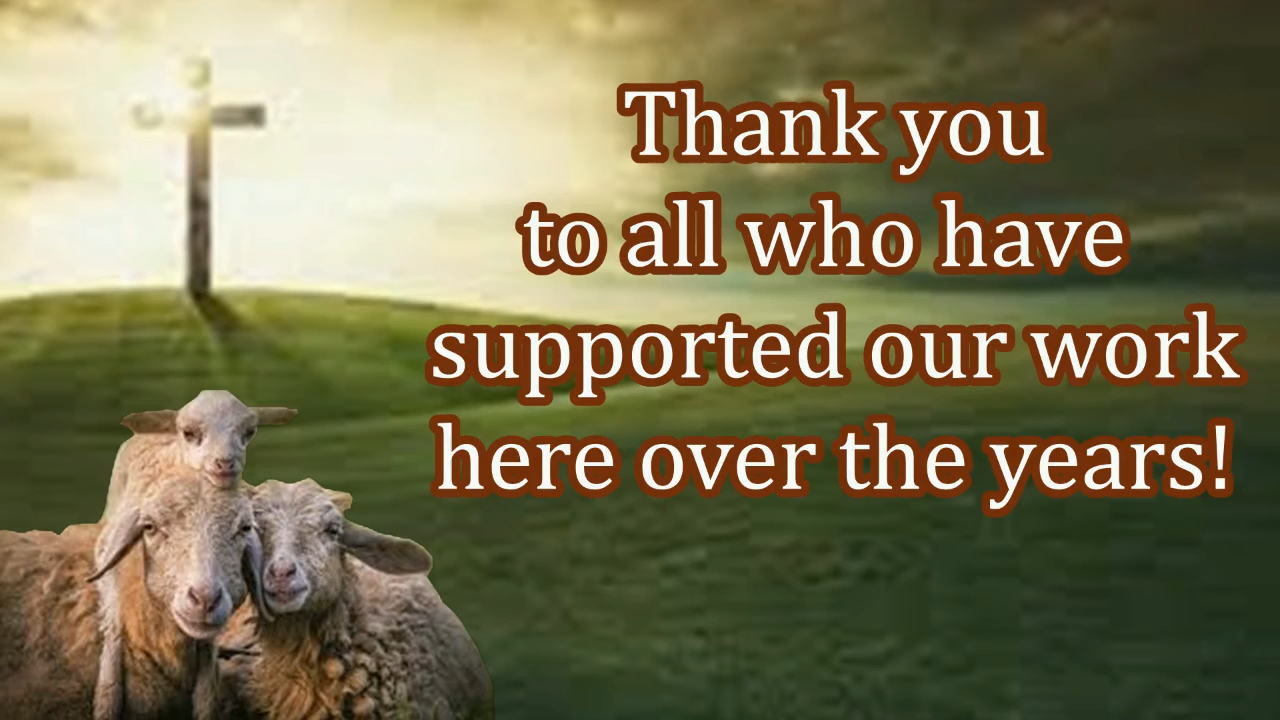 Thank you
to all who have
supported our work
here over the years!